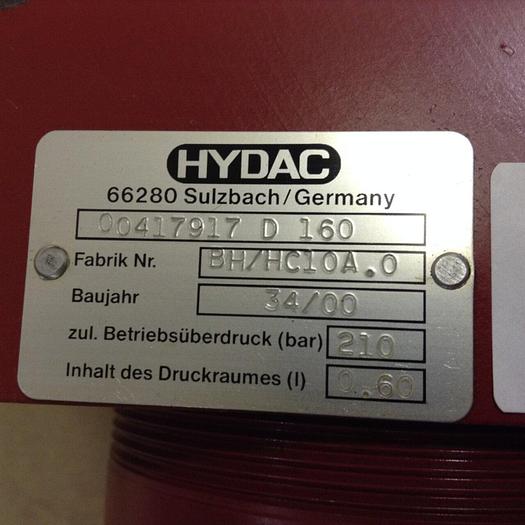 HYDAC
66280 Sulzbach/Germany
00417917 D 160
Fabrik Nr. BH/HC10A.0
Baujahr 34/00
zul. Betriebsüberdruck (bar) 210
Inhalt des Druckraumes (l) 0.60